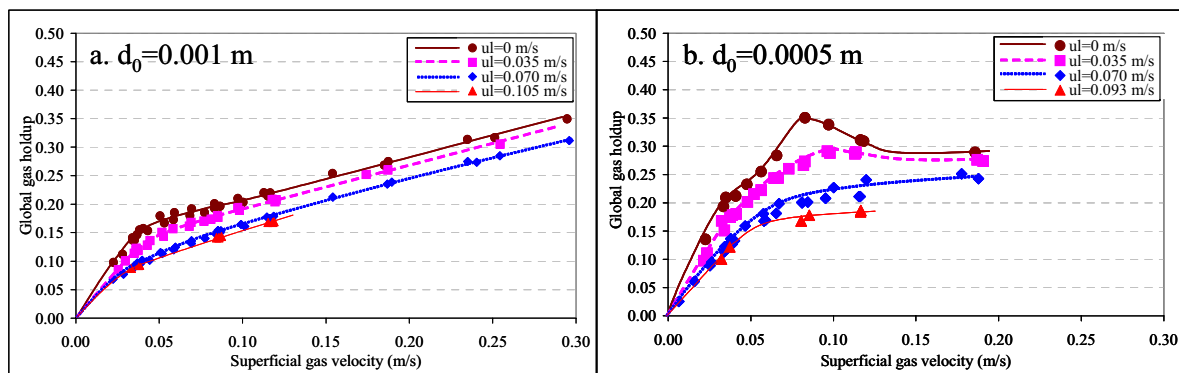 a. d0=0.001 m
ul=0 m/s
ul=0.035 m/s
ul=0.070 m/s
ul=0.105 m/s
Global gas holdup
0.50
0.45
0.40
0.35
0.30
0.25
0.20
0.15
0.10
0.05
0.00
0.00 0.05 0.10 0.15 0.20 0.25 0.30
Superficial gas velocity (m/s)
b. d0=0.0005 m
ul=0 m/s
ul=0.035 m/s
ul=0.070 m/s
ul=0.093 m/s
Global gas holdup
0.50
0.45
0.40
0.35
0.30
0.25
0.20
0.15
0.10
0.05
0.00
0.00 0.05 0.10 0.15 0.20 0.25 0.30
Superficial gas velocity (m/s)